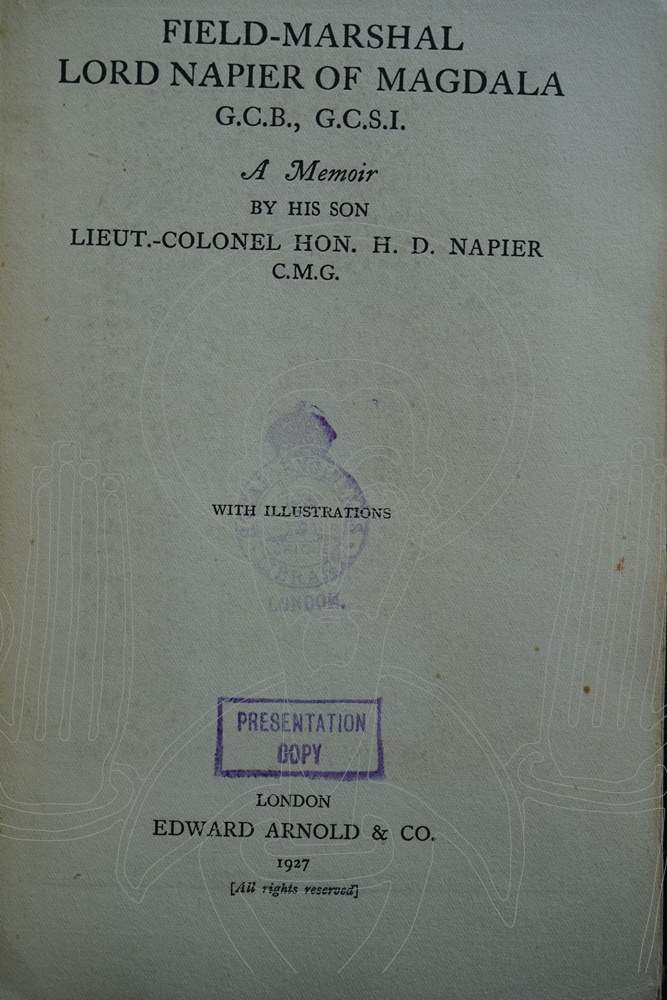 FIELD-MARSHAL
LORD NAPIER OF MAGDALA
G.C.B., G.C.S.I.
A Memoir
BY HIS SON
LIEUT.-COLONEL HON. H. D. NAPIER
C.M.G.
WITH ILLUSTRATIONS
LONDON.
PRESENTATION
COPY
LONDON
EDWARD ARNOLD & CO.
1927
[All rights reserved]